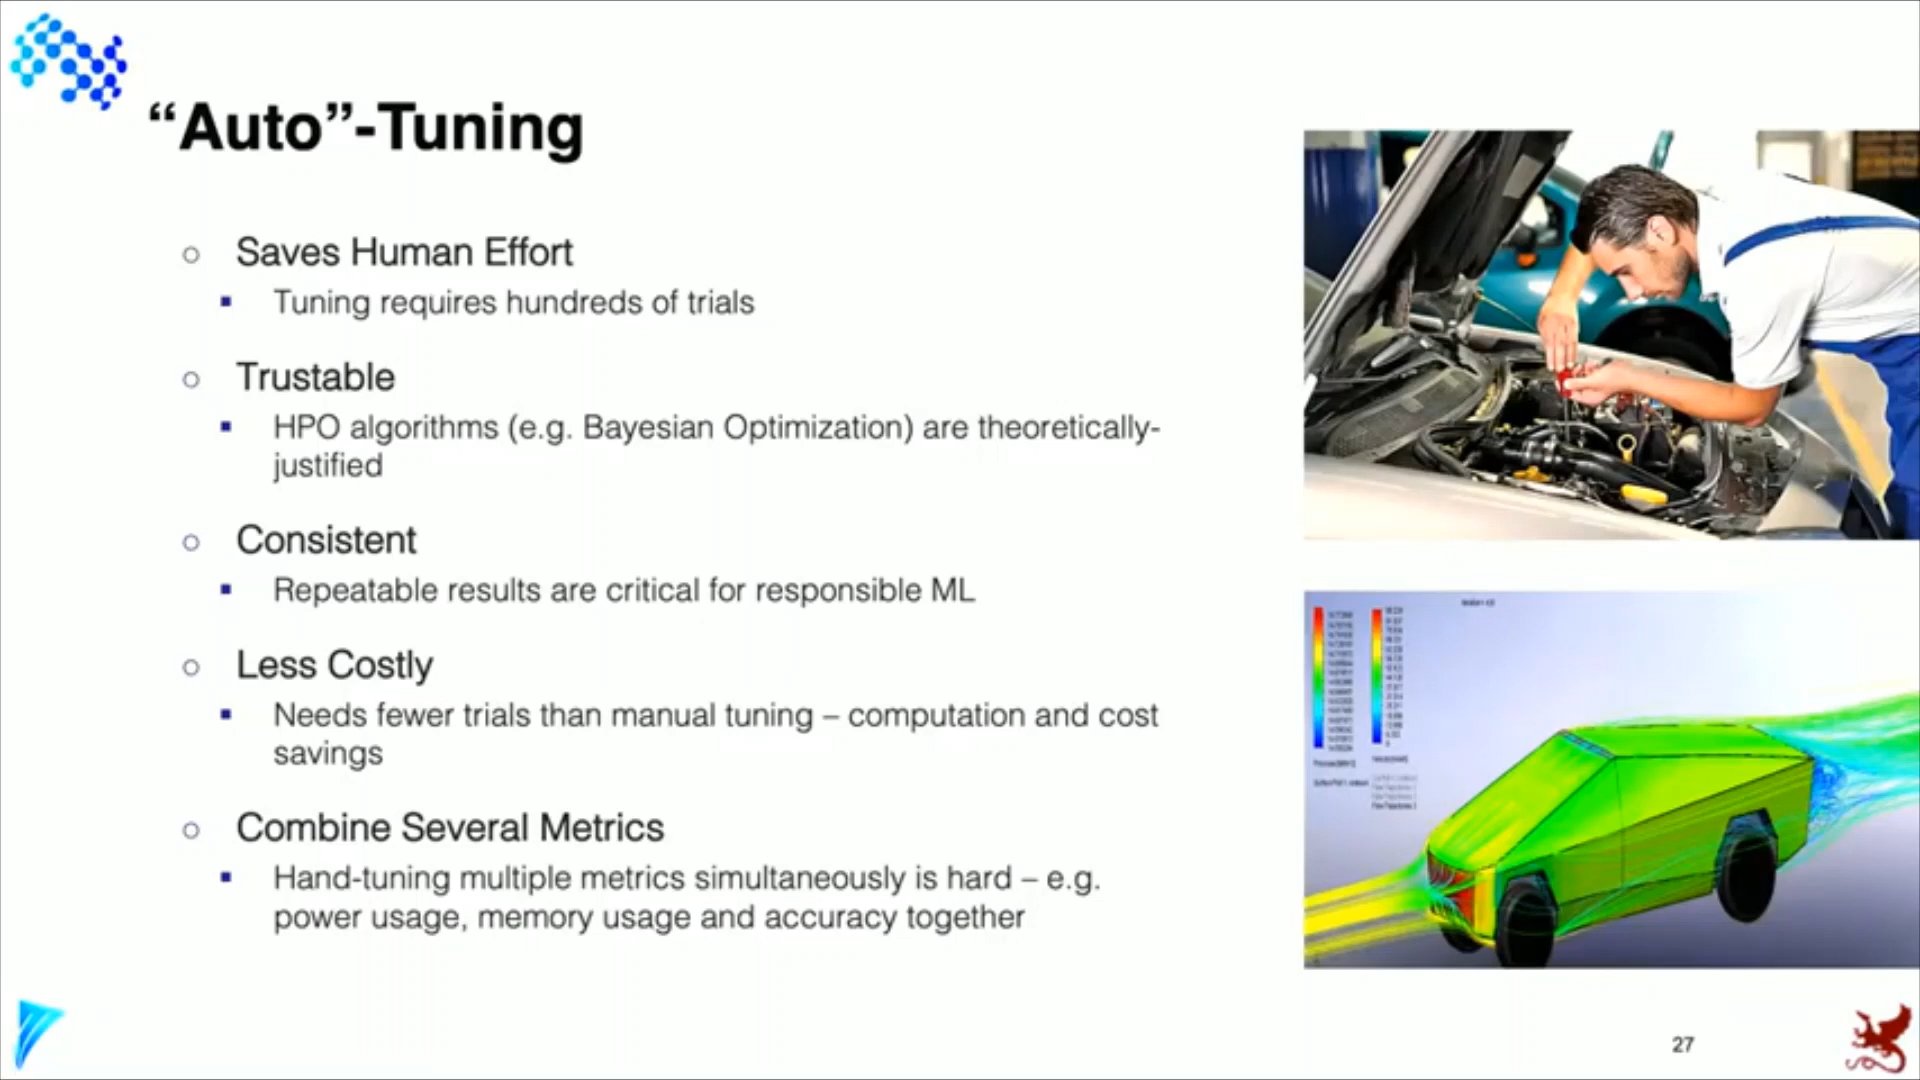 “Auto”-Tuning
Saves Human Effort
Tuning requires hundreds of trials
Trustable
HPO algorithms (e.g. Bayesian Optimization) are theoretically-
justified
Consistent
Repeatable results are critical for responsible ML
Less Costly
Needs fewer trials than manual tuning – computation and cost
savings
Combine Several Metrics
Hand-tuning multiple metrics simultaneously is hard – e.g.
power usage, memory usage and accuracy together
27